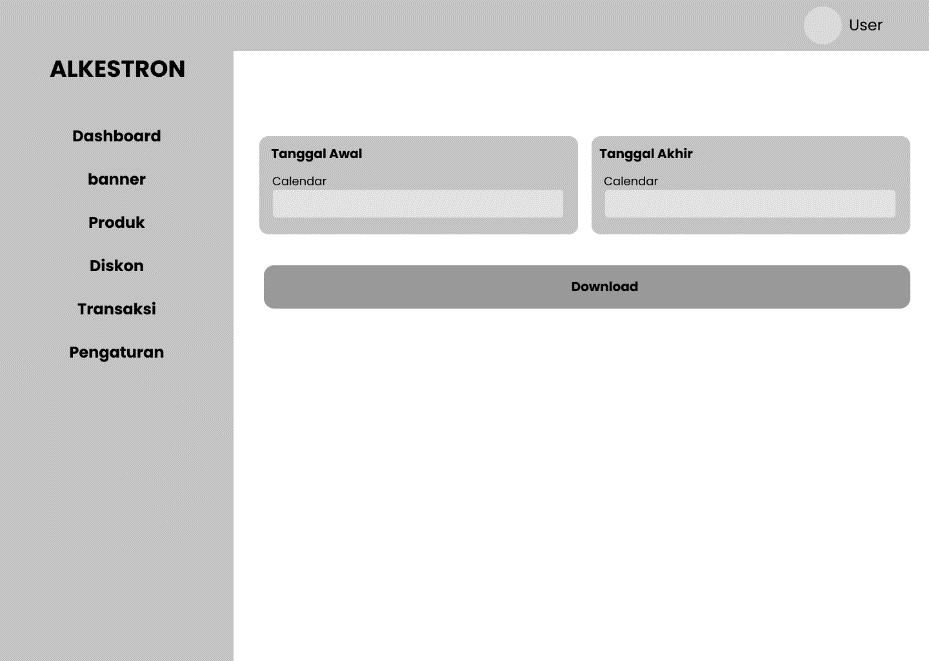 User
ALKESTRON
Dashboard
banner
Produk
Diskon
Transaksi
Pengaturan
Tanggal Awal
Calendar
Tanggal Akhir
Calendar
Download